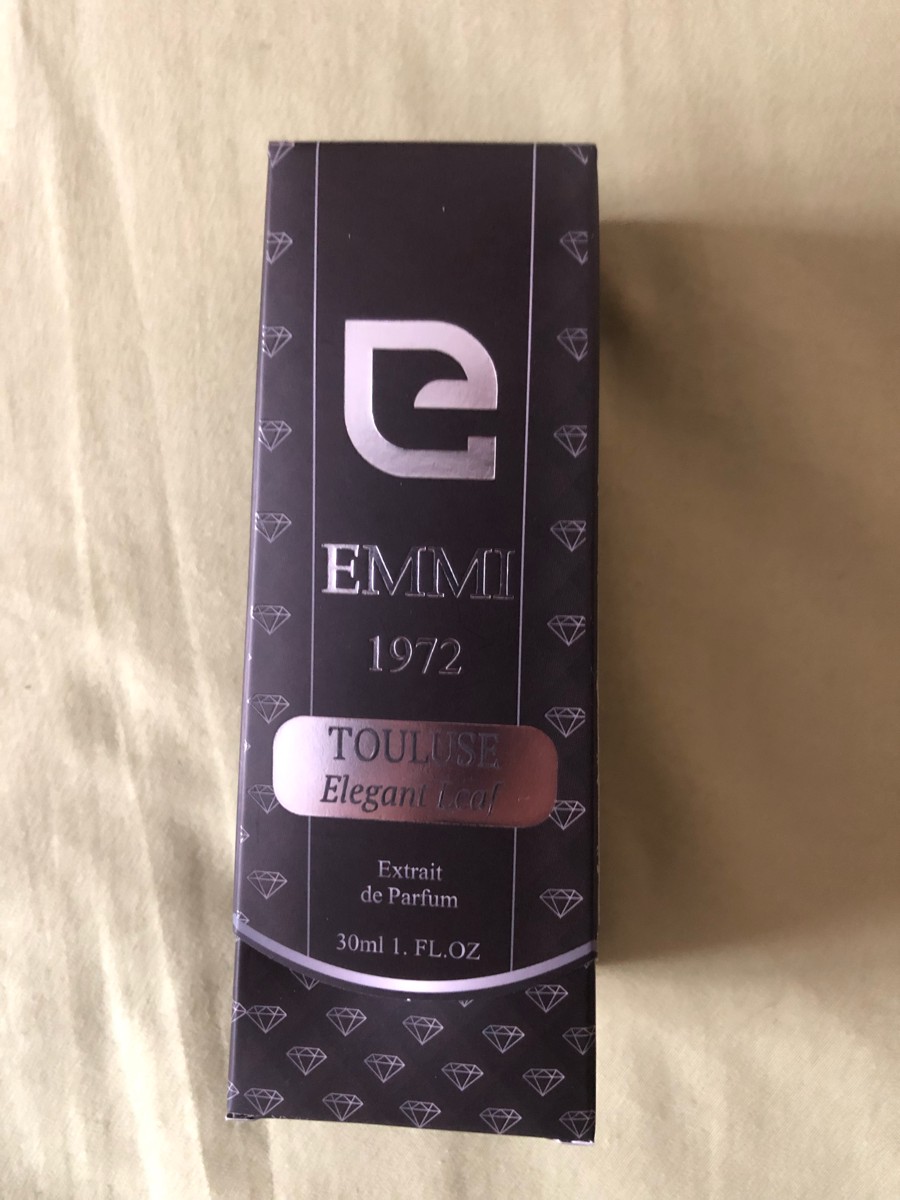 EMMI
1972
TOULUSE
Elegant Leaf
Extrait
de Parfum
30ml 1. FL.OZ